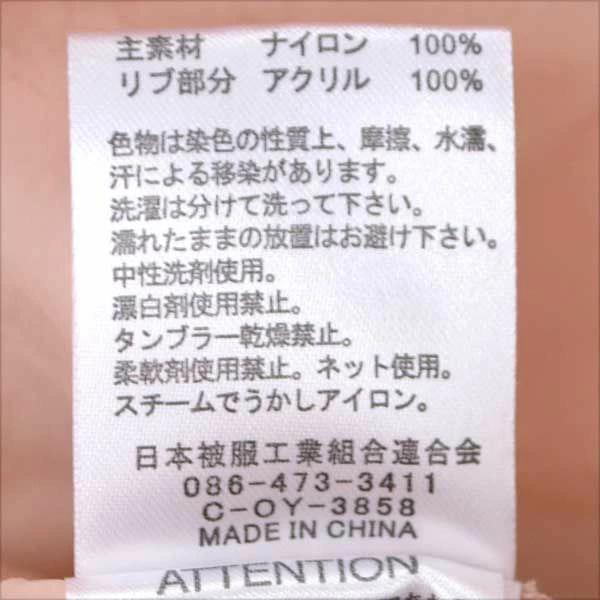 主素材 ナイロン 100%
リブ部分 アクリル 100%
色物は染色の性質上、摩擦、水濡、
汗による移染があります。
洗濯は分けて洗って下さい。
濡れたままの放置はお避け下さい。
中性洗剤使用。
漂白剤使用禁止。
タンブラー乾燥禁止。
柔軟剤使用禁止。ネット使用。
スチームでうかしアイロン。
日本被服工業組合連合会
086-473-3411
C-OY-3858
MADE IN CHINA
ATTENTION